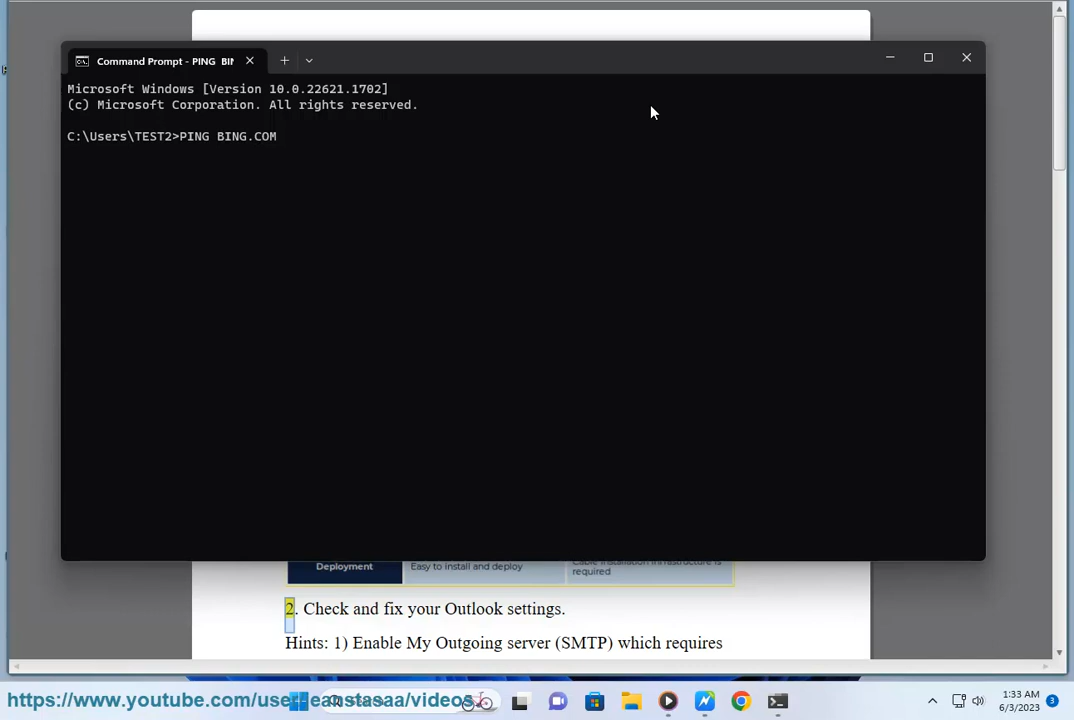 Command Prompt - PING BIN
Microsoft Windows [Version 10.0.22621.1702]
(c) Microsoft Corporation. All rights reserved.
C:\Users\TEST2>PING BING.COM
Deployment
Easy to install and deploy
Cable installation infrastructure is
required
2. Check and fix your Outlook settings.
Hints: 1) Enable My Outgoing server (SMTP) which requires
https://www.youtube.com/user
/videos
1:33 AM
6/3/2023
3